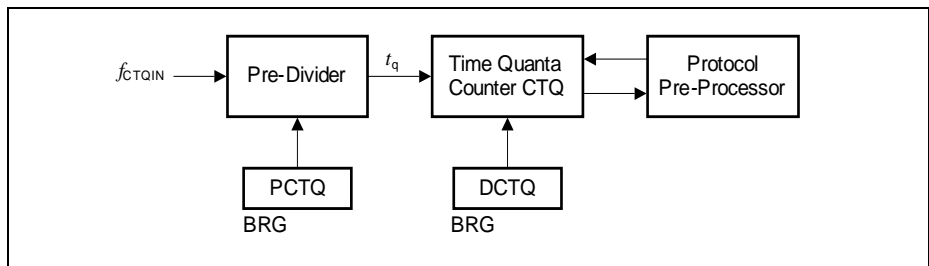 fCTQIN
Pre-Divider
tq
Time Quanta
Counter CTQ
Protocol
Pre-Processor
PCTQ
BRG
DCTQ
BRG